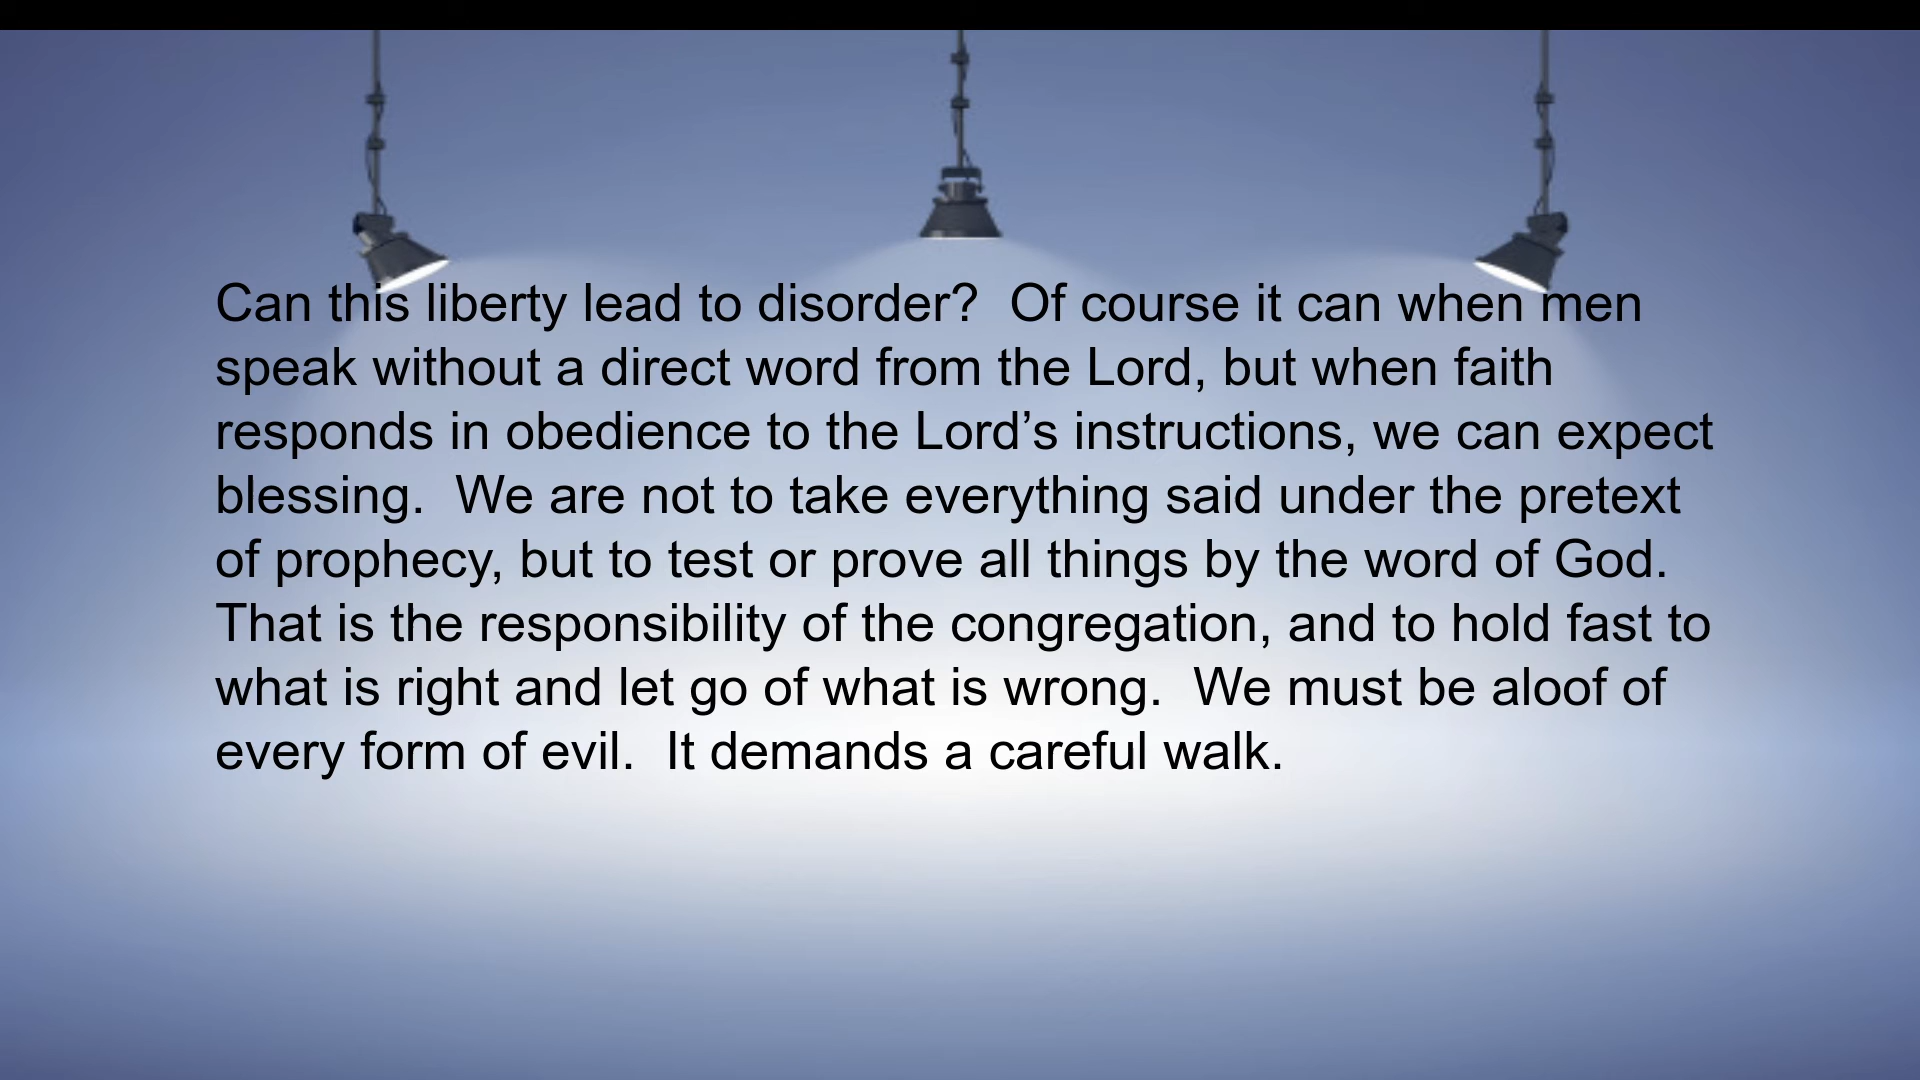 Can this liberty lead to disorder?  Of course it can when men
speak without a direct word from the Lord, but when faith
responds in obedience to the Lord’s instructions, we can expect
blessing.  We are not to take everything said under the pretext
of prophecy, but to test or prove all things by the word of God.
That is the responsibility of the congregation, and to hold fast to
what is right and let go of what is wrong.  We must be aloof of
every form of evil.  It demands a careful walk.